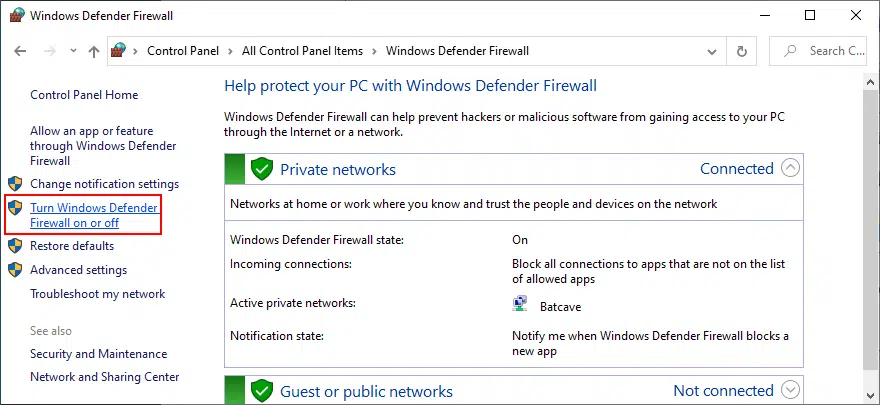 Windows Defender Firewall
Control Panel > All Control Panel Items > Windows Defender Firewall
Search C...
Control Panel Home
Allow an app or feature
through Windows Defender
Firewall
Change notification settings
Turn Windows Defender
Firewall on or off
Restore defaults
Advanced settings
Troubleshoot my network
See also
Security and Maintenance
Network and Sharing Center
Help protect your PC with Windows Defender Firewall
Windows Defender Firewall can help prevent hackers or malicious software from gaining access to your PC
through the Internet or a network.
Private networks Connected
Networks at home or work where you know and trust the people and devices on the network
Windows Defender Firewall state: On
Incoming connections: Block all connections to apps that are not on the list
of allowed apps
Active private networks: Batcave
Notification state: Notify me when Windows Defender Firewall blocks a
new app
Guest or public networks Not connected